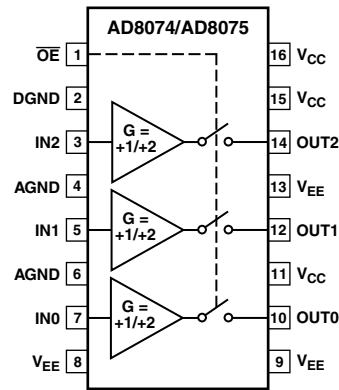 AD8074/AD8075
OE 1 16 VCC
DGND 2 15 VCC
G =
+1/+2
IN2 3 14 OUT2
AGND 4 13 VEE
G =
+1/+2
IN1 5 12 OUT1
AGND 6 11 VCC
G =
+1/+2
IN0 7 10 OUT0
VEE 8 9 VEE